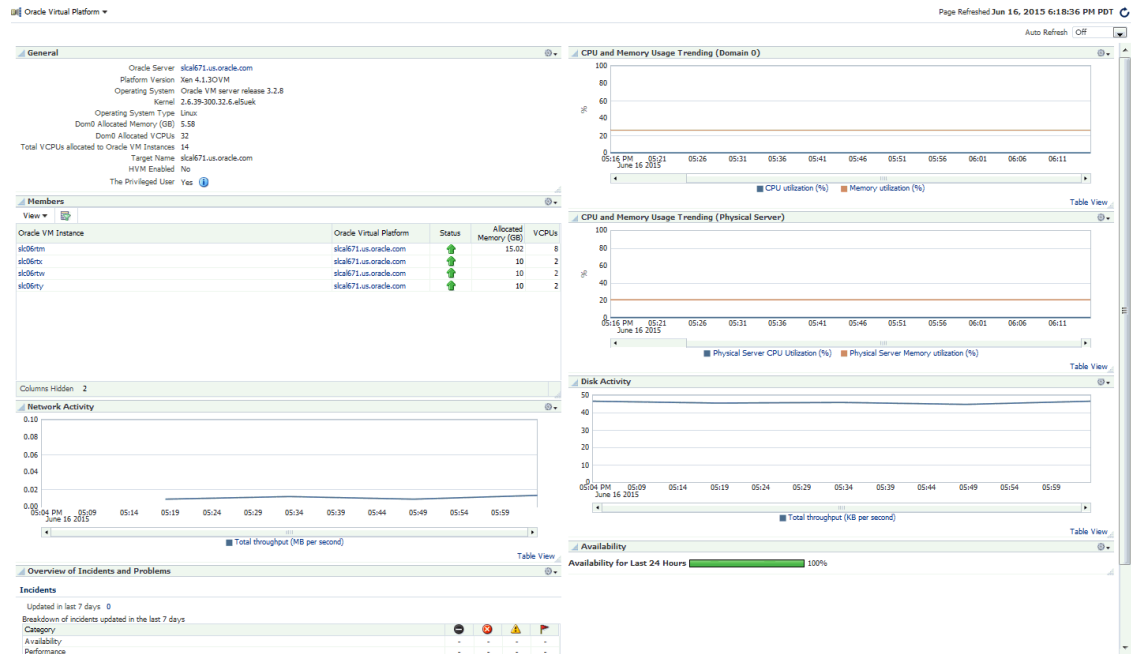 Oracle Virtual Platform
Page Refreshed Jun 16, 2015 6:18:36 PM PDT
Auto Refresh Off
General
Oracle Server slcal671.us.oracle.com
Platform Version Xen 4.1.3OVM
Operating System Oracle VM server release 3.2.8
Kernel 2.6.39-300.32.6.el5uek
Operating System Type Linux
Dom0 Allocated Memory (GB) 5.58
Dom0 Allocated VCPUs 32
Total VCPUs allocated to Oracle VM Instances 14
Target Name slcal671.us.oracle.com
HVM Enabled No
The Privileged User Yes
Members
View
Oracle VM Instance Oracle Virtual Platform Status Allocated Memory (GB) VCPUs
slc06rtm slcal671.us.oracle.com 15.02 8
slc06rtx slcal671.us.oracle.com 10 2
slc06rtw slcal671.us.oracle.com 10 2
slc06rty slcal671.us.oracle.com 10 2
Columns Hidden 2
Network Activity
0.10
0.08
0.06
0.04
0.02
0.00
05:04 PM 05:09 05:14 05:19 05:24 05:29 05:34 05:39 05:44 05:49 05:54 05:59
June 16 2015
Total throughput (MB per second)
Table View
Overview of Incidents and Problems
Incidents
Updated in last 7 days 0
Breakdown of incidents updated in the last 7 days
Category
Availability - - - -
Performance - - - -
CPU and Memory Usage Trending (Domain 0)
100
80
60
40
20
0
%
05:16 PM 05:21 05:26 05:31 05:36 05:41 05:46 05:51 05:56 06:01 06:06 06:11
June 16 2015
CPU utilization (%) Memory utilization (%)
Table View
CPU and Memory Usage Trending (Physical Server)
100
80
60
40
20
0
%
05:16 PM 05:21 05:26 05:31 05:36 05:41 05:46 05:51 05:56 06:01 06:06 06:11
June 16 2015
Physical Server CPU Utilization (%) Physical Server Memory utilization (%)
Table View
Disk Activity
50
40
30
20
10
0
05:04 PM 05:09 05:14 05:19 05:24 05:29 05:34 05:39 05:44 05:49 05:54 05:59
June 16 2015
Total throughput (KB per second)
Table View
Availability
Availability for Last 24 Hours 100%